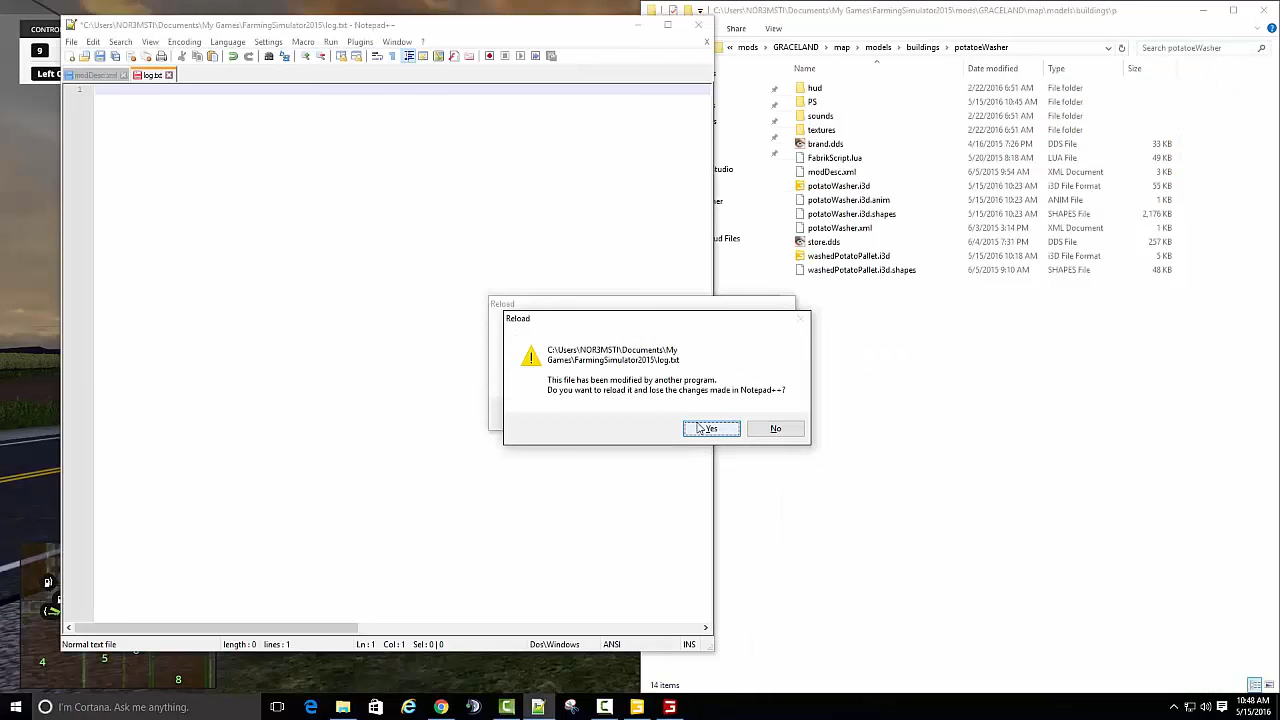 CONTRO
9
Left C
*C:\Users\NOR3MSTI\Documents\My Games\FarmingSimulator2015\log.txt - Notepad++
File Edit Search View Encoding Language Settings Macro Run Plugins Window ? X
modDesc.xml log.txt
1
studio
ner
ud Files
C:\Users\NOR3MSTI\Documents\My Games\FarmingSimulator2015\mods\GRACELAND\map\models\buildings\p
Share View
« mods GRACELAND map models buildings potatoeWasher
Search potatoeWasher
Name Date modified Type Size
hud 2/22/2016 6:51 AM File folder
PS 5/15/2016 10:45 AM File folder
sounds 2/22/2016 6:51 AM File folder
textures 2/22/2016 6:51 AM File folder
brand.dds 4/16/2015 7:26 PM DDS File 33 KB
FabrikScript.lua 5/20/2015 8:18 AM LUA File 49 KB
modDesc.xml 6/5/2015 9:54 AM XML Document 3 KB
potatoWasher.i3d 5/15/2016 10:23 AM i3D File Format 55 KB
potatoWasher.i3d.anim 5/15/2016 10:23 AM ANIM File 1 KB
potatoWasher.i3d.shapes 5/15/2016 10:23 AM SHAPES File 2,176 KB
potatoWasher.xml 6/3/2015 3:14 PM XML Document 1 KB
store.dds 6/4/2015 7:31 PM DDS File 257 KB
washedPotatoPallet.i3d 5/15/2016 10:18 AM i3D File Format 5 KB
washedPotatoPallet.i3d.shapes 6/5/2015 9:10 AM SHAPES File 48 KB
Reload
Reload
C:\Users\NOR3MSTI\Documents\My
Games\FarmingSimulator2015\log.txt
This file has been modified by another program.
Do you want to reload it and lose the changes made in Notepad++?
Yes No
Normal text file length : 0 lines : 1 Ln : 1 Col : 1 Sel : 0 | 0 Dos\Windows ANSI INS
4 5 8
14 items
I'm Cortana. Ask me anything.
10:48 AM
5/15/2016